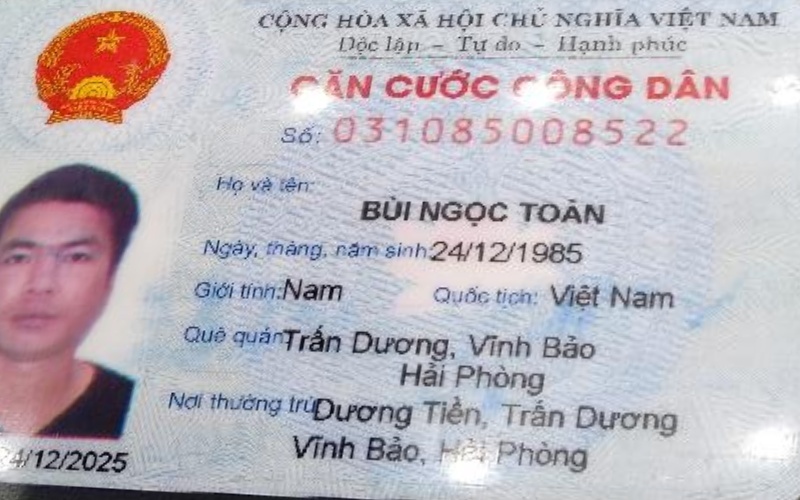 CỘNG HÒA XÃ HỘI CHỦ NGHĨA VIỆT NAM
Độc lập – Tự do – Hạnh phúc
CĂN CƯỚC CÔNG DÂN
Số: 031085008522
Họ và tên:
BÙI NGỌC TOÀN
Ngày, tháng, năm sinh: 24/12/1985
Giới tính: Nam Quốc tịch: Việt Nam
Quê quán Trấn Dương, Vĩnh Bảo
Hải Phòng
Nơi thường trú Dương Tiền, Trấn Dương
Vĩnh Bảo, Hải Phòng
24/12/2025